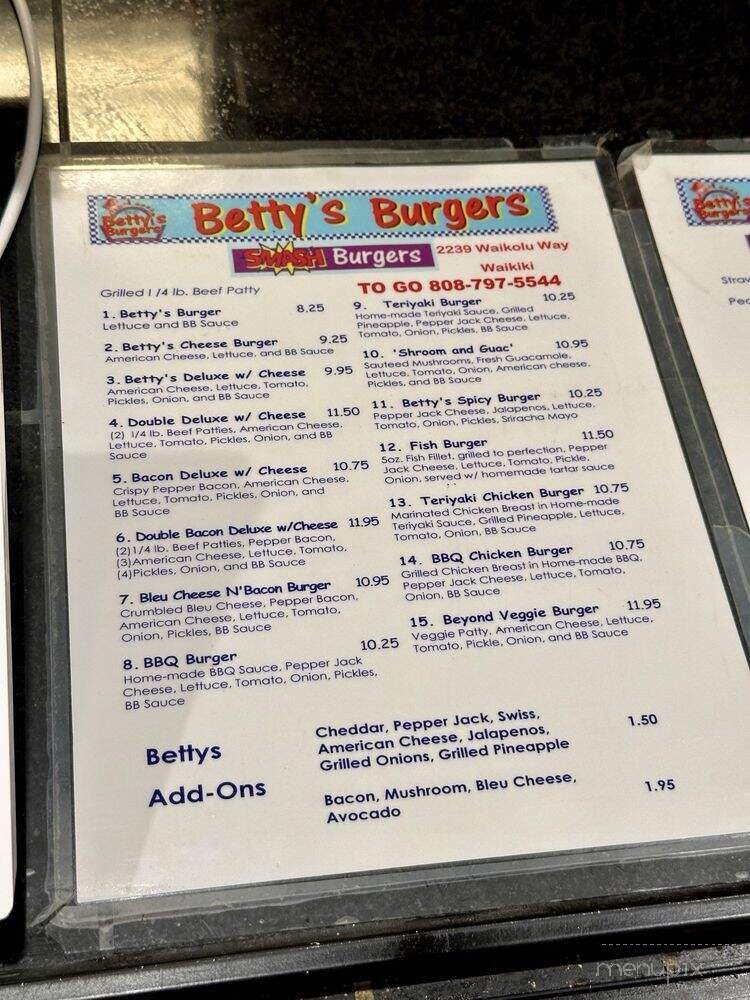 Betty's Burgers
Betty's Burgers
SMASH Burgers
2239 Waikolu Way
Waikiki
TO GO 808-797-5544
Grilled 1/4 lb. Beef Patty
1. Betty's Burger 8.25
Lettuce and BB Sauce
2. Betty's Cheese Burger 9.25
American Cheese, Lettuce, and BB Sauce
3. Betty's Deluxe w/ Cheese 9.95
American Cheese, Lettuce, Tomato,
Pickles, Onion, and BB Sauce
4. Double Deluxe w/ Cheese 11.50
(2) 1/4 lb. Beef Patties, American Cheese,
Lettuce, Tomato, Pickles, Onion, and BB
Sauce
5. Bacon Deluxe w/ Cheese 10.75
Crispy Pepper Bacon, American Cheese,
Lettuce, Tomato, Pickles, Onion, and
BB Sauce
6. Double Bacon Deluxe w/Cheese 11.95
(2)1/4 lb. Beef Patties, Pepper Bacon,
(3)American Cheese, Lettuce, Tomato,
(4)Pickles, Onion, and BB Sauce
7. Bleu Cheese N'Bacon Burger 10.95
Crumbled Bleu Cheese, Pepper Bacon,
American Cheese, Lettuce, Tomato,
Onion, Pickles, BB Sauce
8. BBQ Burger 10.25
Home-made BBQ Sauce, Pepper Jack
Cheese, Lettuce, Tomato, Onion, Pickles,
BB Sauce
9. Teriyaki Burger 10.25
Home-made Teriyaki Sauce, Grilled
Pineapple, Pepper Jack Cheese, Lettuce,
Tomato, Onion, Pickles, BB Sauce
10. 'Shroom and Guac' 10.95
Sauteed Mushrooms, Fresh Guacamole,
Lettuce, Tomato, Onion, American cheese,
Pickles, and BB Sauce
11. Betty's Spicy Burger 10.25
Pepper Jack Cheese, Jalapenos, Lettuce,
Tomato, Onion, Pickles, Sriracha Mayo
12. Fish Burger 11.50
5oz. Fish Fillet, grilled to perfection, Pepper
Jack Cheese, Lettuce, Tomato, Pickle,
Onion, served w/ homemade tartar sauce
13. Teriyaki Chicken Burger 10.75
Marinated Chicken Breast in Home-made
Teriyaki Sauce, Grilled Pineapple, Lettuce,
Tomato, Onion, BB Sauce
14. BBQ Chicken Burger 10.75
Grilled Chicken Breast in Home-made BBQ,
Pepper Jack Cheese, Lettuce, Tomato,
Onion, BB Sauce
15. Beyond Veggie Burger 11.95
Veggie Patty, American Cheese, Lettuce,
Tomato, Pickle, Onion, and BB Sauce
Bettys
Add-Ons
Cheddar, Pepper Jack, Swiss, 1.50
American Cheese, Jalapenos,
Grilled Onions, Grilled Pineapple
Bacon, Mushroom, Bleu Cheese, 1.95
Avocado
Betty's
Burgers
menupix